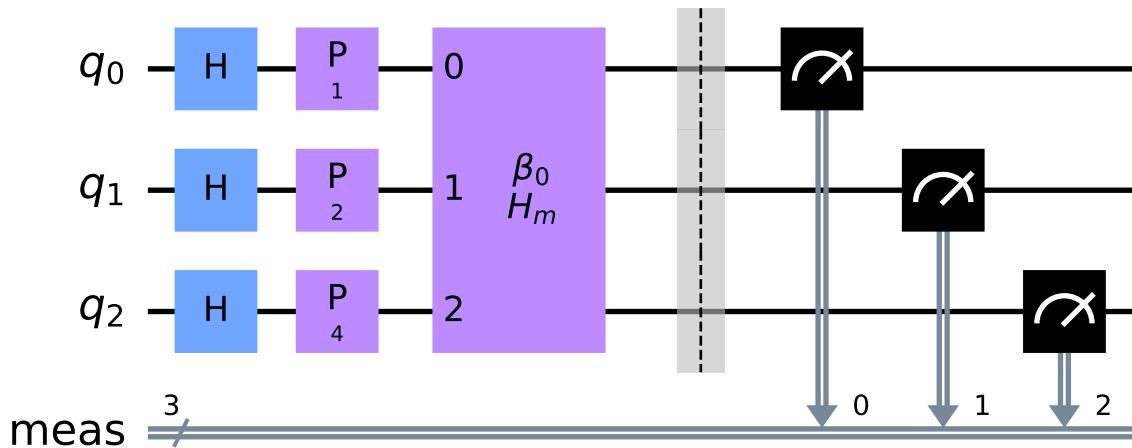 q₀ H P 1 0
q₁ H P 2 1 β₀ Hₘ
q₂ H P 4 2
meas 3 0 1 2